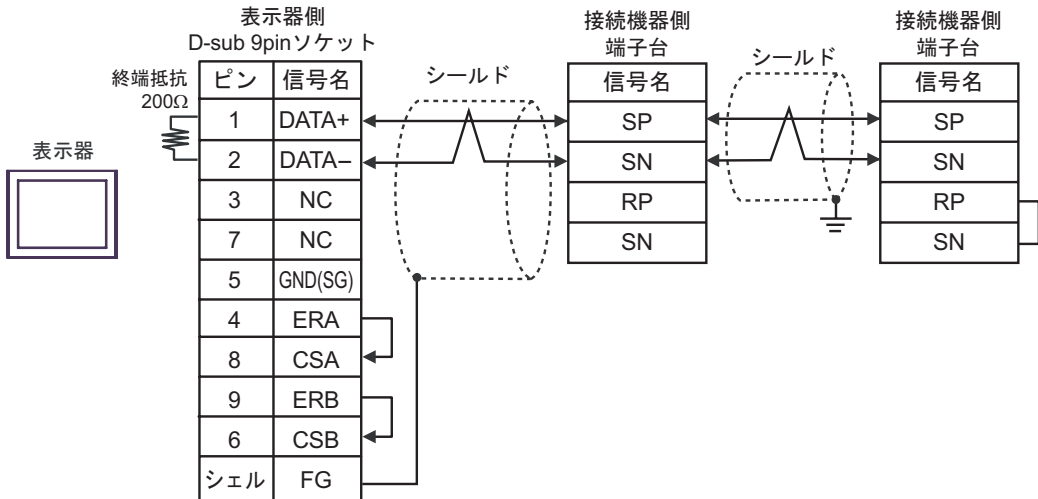 表示器側
D-sub 9pinソケット
接続機器側
端子台
接続機器側
端子台
終端抵抗
200Ω
シールド
シールド
表示器
ピン 信号名
1 DATA+
2 DATA–
3 NC
7 NC
5 GND(SG)
4 ERA
8 CSA
9 ERB
6 CSB
シェル FG
信号名
SP
SN
RP
SN
信号名
SP
SN
RP
SN